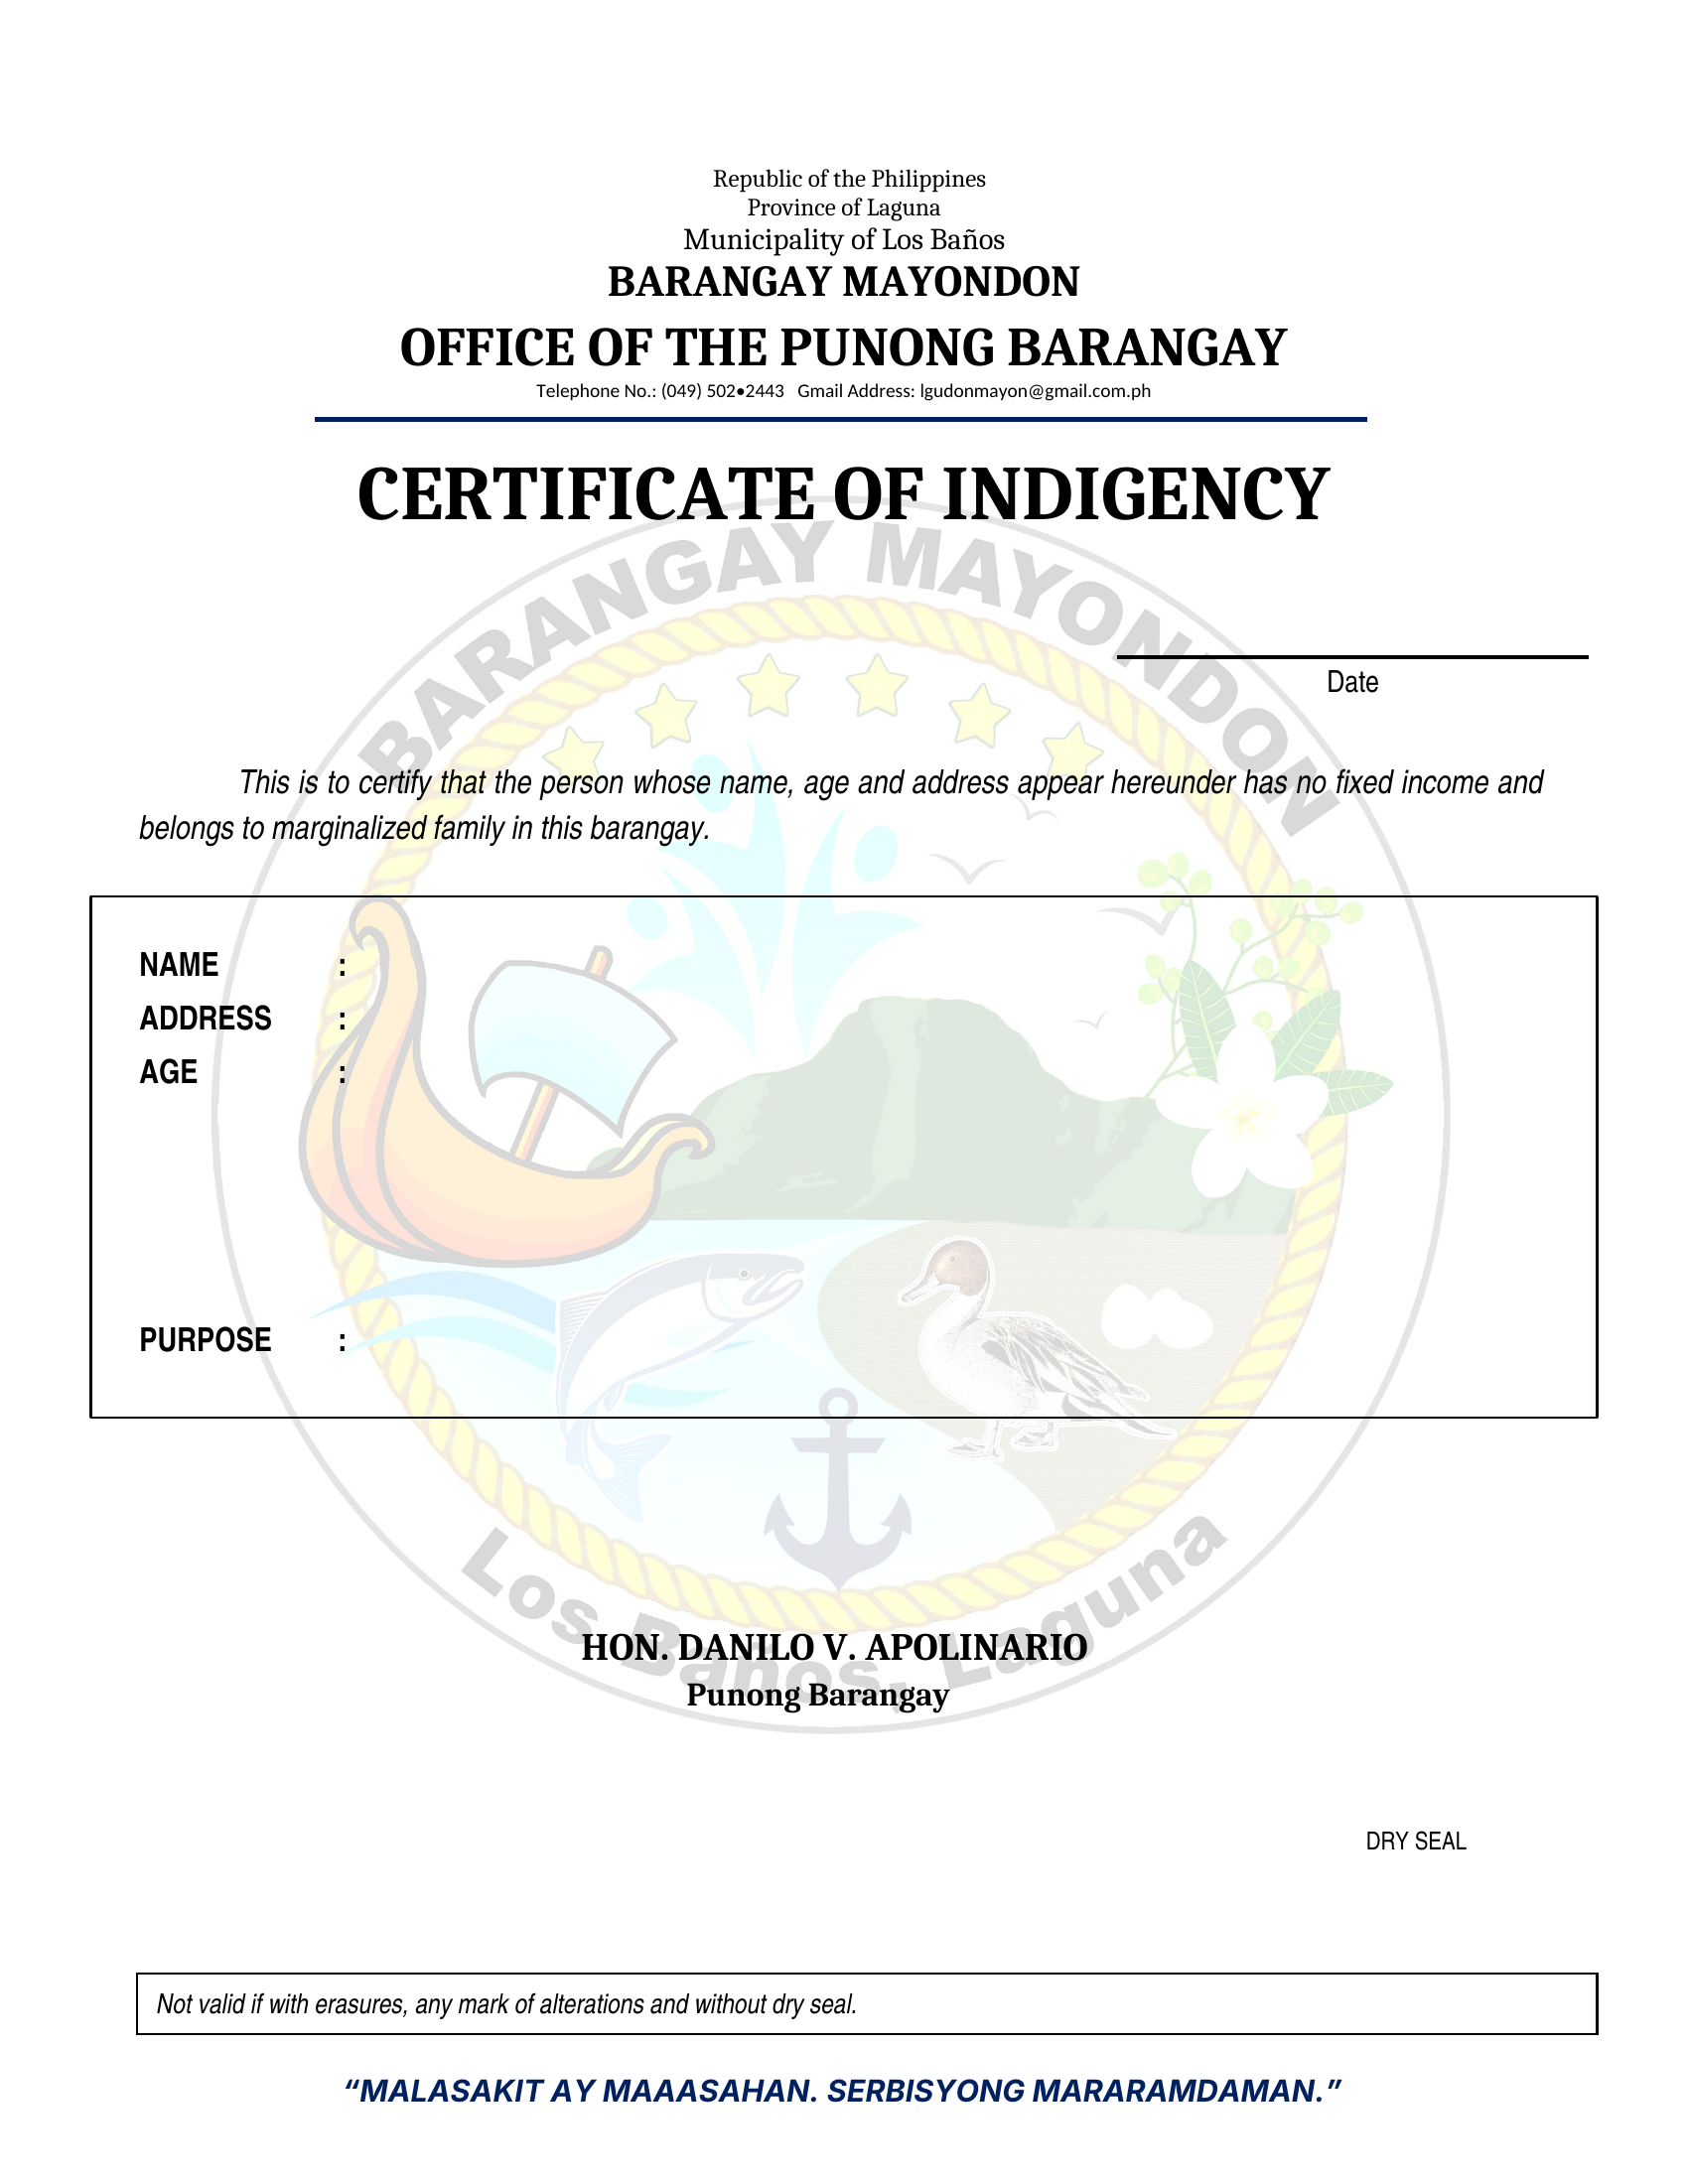 Republic of the Philippines
Province of Laguna
Municipality of Los Baños
BARANGAY MAYONDON
OFFICE OF THE PUNONG BARANGAY
Telephone No.: (049) 502•2443 Gmail Address: lgudonmayon@gmail.com.ph
CERTIFICATE OF INDIGENCY
BARANGAY MAYONDON
Date
This is to certify that the person whose name, age and address appear hereunder has no fixed income and
belongs to marginalized family in this barangay.
NAME :
ADDRESS :
AGE :
PURPOSE :
Los Baños, Laguna
HON. DANILO V. APOLINARIO
Punong Barangay
DRY SEAL
Not valid if with erasures, any mark of alterations and without dry seal.
“MALASAKIT AY MAAASAHAN. SERBISYONG MARARAMDAMAN.”